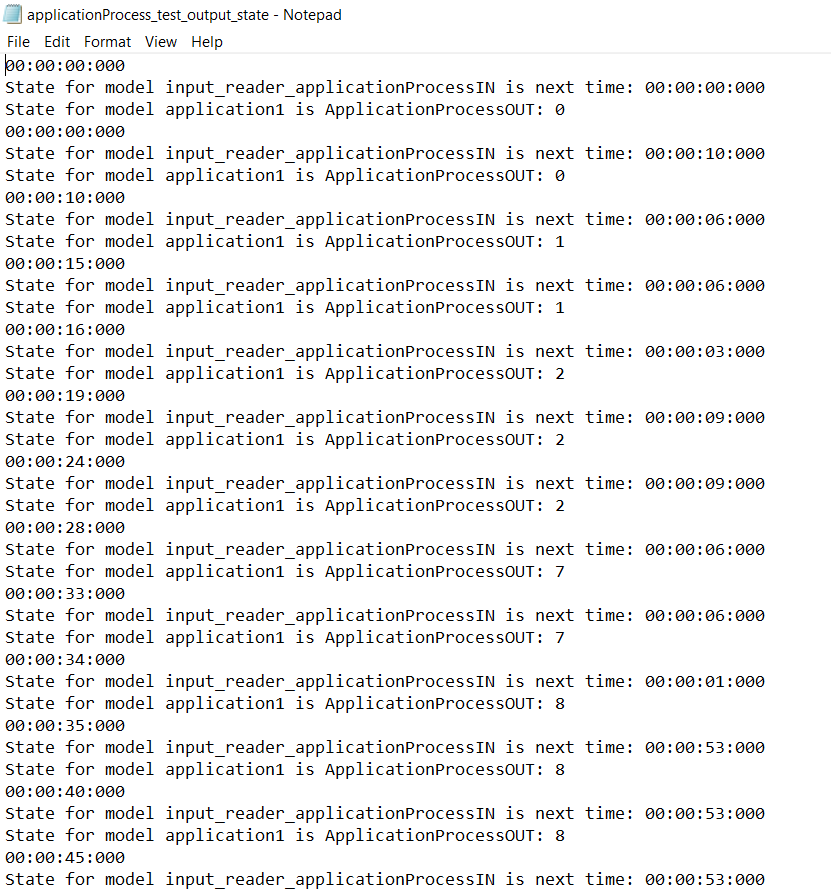 applicationProcess_test_output_state - Notepad
File Edit Format View Help
00:00:00:000
State for model input_reader_applicationProcessIN is next time: 00:00:00:000
State for model application1 is ApplicationProcessOUT: 0
00:00:00:000
State for model input_reader_applicationProcessIN is next time: 00:00:10:000
State for model application1 is ApplicationProcessOUT: 0
00:00:10:000
State for model input_reader_applicationProcessIN is next time: 00:00:06:000
State for model application1 is ApplicationProcessOUT: 1
00:00:15:000
State for model input_reader_applicationProcessIN is next time: 00:00:06:000
State for model application1 is ApplicationProcessOUT: 1
00:00:16:000
State for model input_reader_applicationProcessIN is next time: 00:00:03:000
State for model application1 is ApplicationProcessOUT: 2
00:00:19:000
State for model input_reader_applicationProcessIN is next time: 00:00:09:000
State for model application1 is ApplicationProcessOUT: 2
00:00:24:000
State for model input_reader_applicationProcessIN is next time: 00:00:09:000
State for model application1 is ApplicationProcessOUT: 2
00:00:28:000
State for model input_reader_applicationProcessIN is next time: 00:00:06:000
State for model application1 is ApplicationProcessOUT: 7
00:00:33:000
State for model input_reader_applicationProcessIN is next time: 00:00:06:000
State for model application1 is ApplicationProcessOUT: 7
00:00:34:000
State for model input_reader_applicationProcessIN is next time: 00:00:01:000
State for model application1 is ApplicationProcessOUT: 8
00:00:35:000
State for model input_reader_applicationProcessIN is next time: 00:00:53:000
State for model application1 is ApplicationProcessOUT: 8
00:00:40:000
State for model input_reader_applicationProcessIN is next time: 00:00:53:000
State for model application1 is ApplicationProcessOUT: 8
00:00:45:000
State for model input_reader_applicationProcessIN is next time: 00:00:53:000